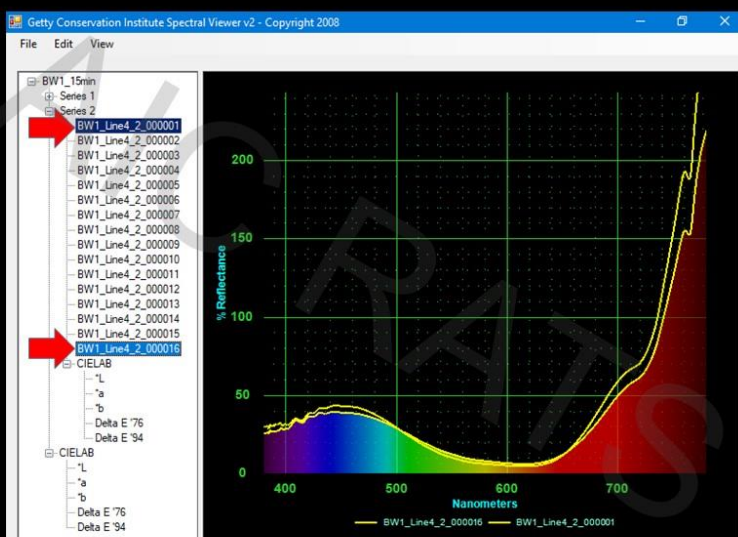 Getty Conservation Institute Spectral Viewer v2 - Copyright 2008
File Edit View
BW1_15min
Series 1
Series 2
BW1_Line4_2_000001
BW1_Line4_2_000002
BW1_Line4_2_000003
BW1_Line4_2_000004
BW1_Line4_2_000005
BW1_Line4_2_000006
BW1_Line4_2_000007
BW1_Line4_2_000008
BW1_Line4_2_000009
BW1_Line4_2_000010
BW1_Line4_2_000011
BW1_Line4_2_000012
BW1_Line4_2_000013
BW1_Line4_2_000014
BW1_Line4_2_000015
BW1_Line4_2_000016
CIELAB
*L
*a
*b
Delta E '76
Delta E '94
CIELAB
*L
*a
*b
Delta E '76
Delta E '94
% Reflectance
200
150
100
50
0
400 500 600 700
Nanometers
BW1_Line4_2_000016 BW1_Line4_2_000001
AIC RATS